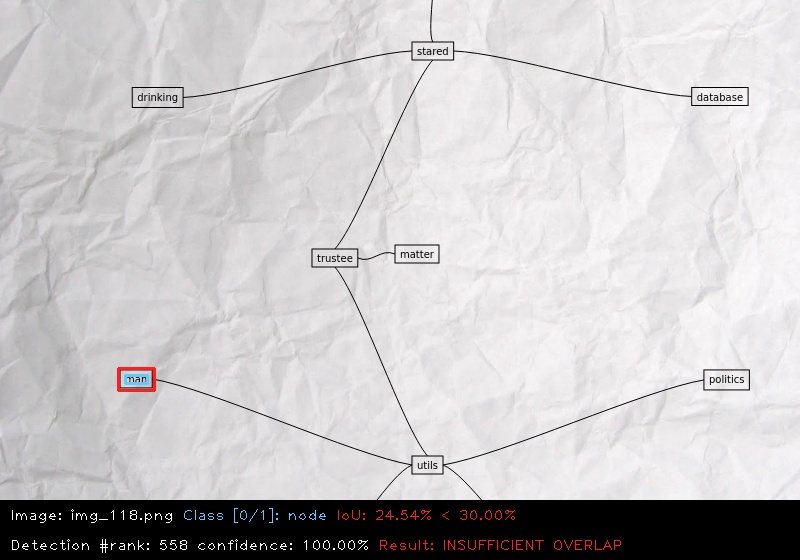 stared
drinking
database
trustee
matter
man
politics
utils
Image: img_118.png Class [0/1]: node IoU: 24.54% < 30.00%
Detection #rank: 558 confidence: 100.00% Result: INSUFFICIENT OVERLAP